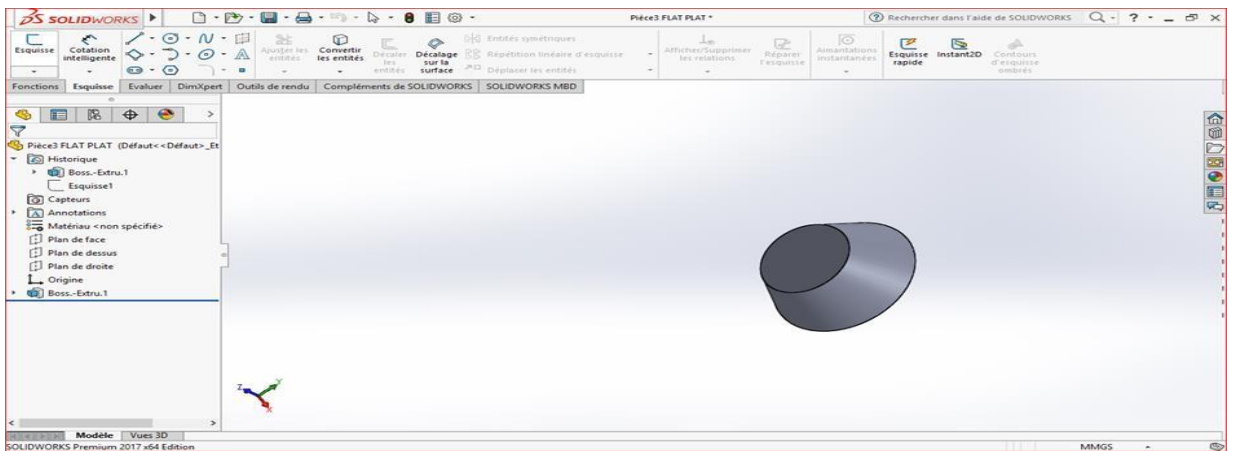 SOLIDWORKS Pièce3 FLAT PLAT * Rechercher dans l'aide de SOLIDWORKS ?
Esquisse
Cotation intelligente
Ajuster les entités
Convertir les entités
Décaler les entités
Décalage sur la surface
Entités symétriques
Répétition linéaire d'esquisse
Déplacer les entités
Afficher/Supprimer les relations
Réparer l'esquisse
Aimantations instantanées
Esquisse rapide
Instant2D
Contours d'esquisse ombrés
Fonctions Esquisse Evaluer DimXpert Outils de rendu Compléments de SOLIDWORKS SOLIDWORKS MBD
Pièce3 FLAT PLAT (Défaut<<Défaut>_Et
Historique
Boss.-Extru.1
Esquisse1
Capteurs
Annotations
Matériau <non spécifié>
Plan de face
Plan de dessus
Plan de droite
Origine
Boss.-Extru.1
Z Y
X
Modèle Vues 3D
SOLIDWORKS Premium 2017 x64 Edition MMGS